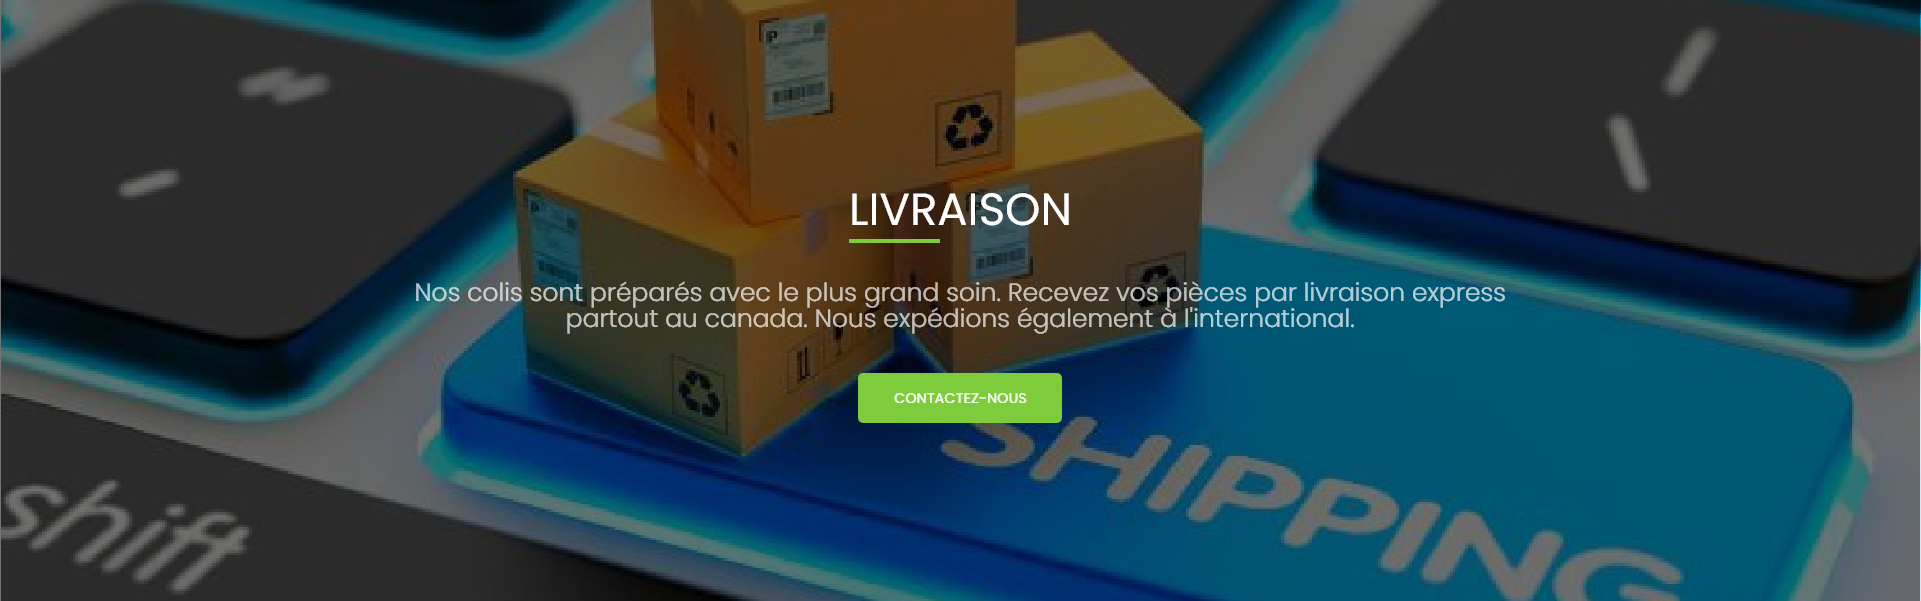 P
P
LIVRAISON
Nos colis sont préparés avec le plus grand soin. Recevez vos pièces par livraison express
partout au canada. Nous expédions également à l'international.
CONTACTEZ-NOUS
SHIPPING
shift